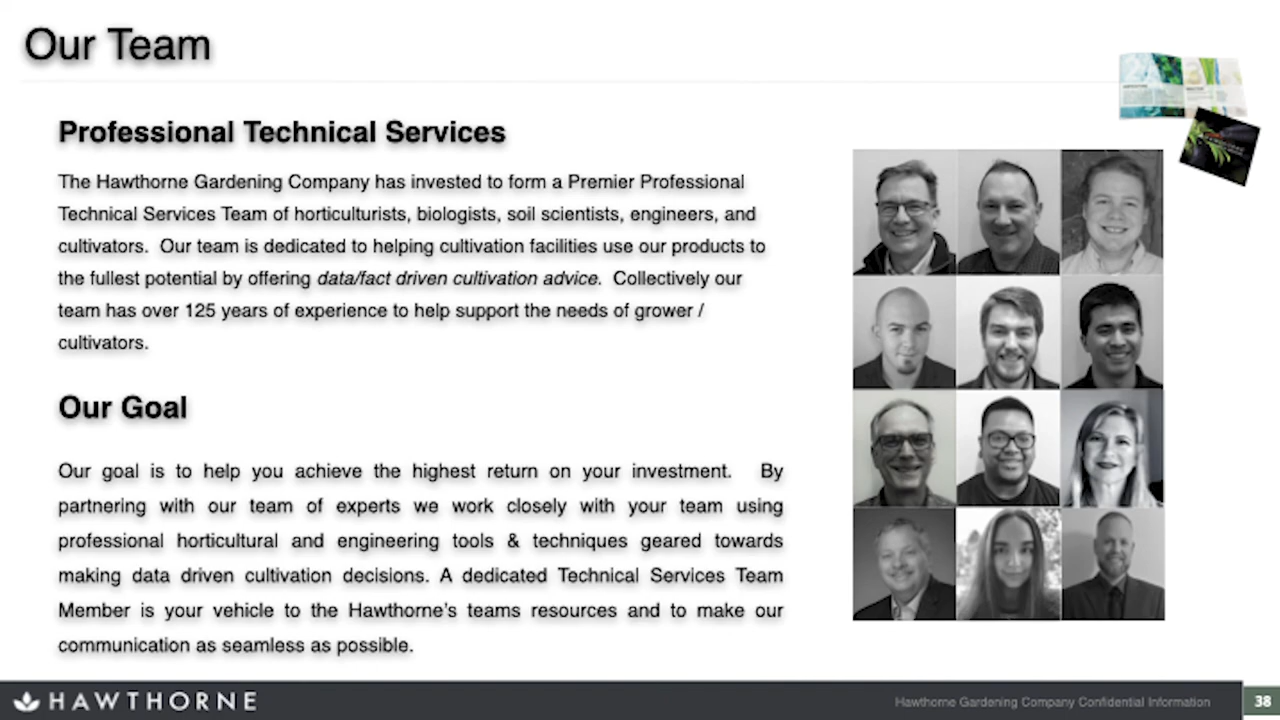 Our Team
Professional Technical Services
The Hawthorne Gardening Company has invested to form a Premier Professional
Technical Services Team of horticulturists, biologists, soil scientists, engineers, and
cultivators.  Our team is dedicated to helping cultivation facilities use our products to
the fullest potential by offering data/fact driven cultivation advice.  Collectively our
team has over 125 years of experience to help support the needs of grower /
cultivators.
Our Goal
Our goal is to help you achieve the highest return on your investment.  By
partnering with our team of experts we work closely with your team using
professional horticultural and engineering tools & techniques geared towards
making data driven cultivation decisions. A dedicated Technical Services Team
Member is your vehicle to the Hawthorne's teams resources and to make our
communication as seamless as possible.
HAWTHORNE
Hawthorne Gardening Company Confidential Information
38